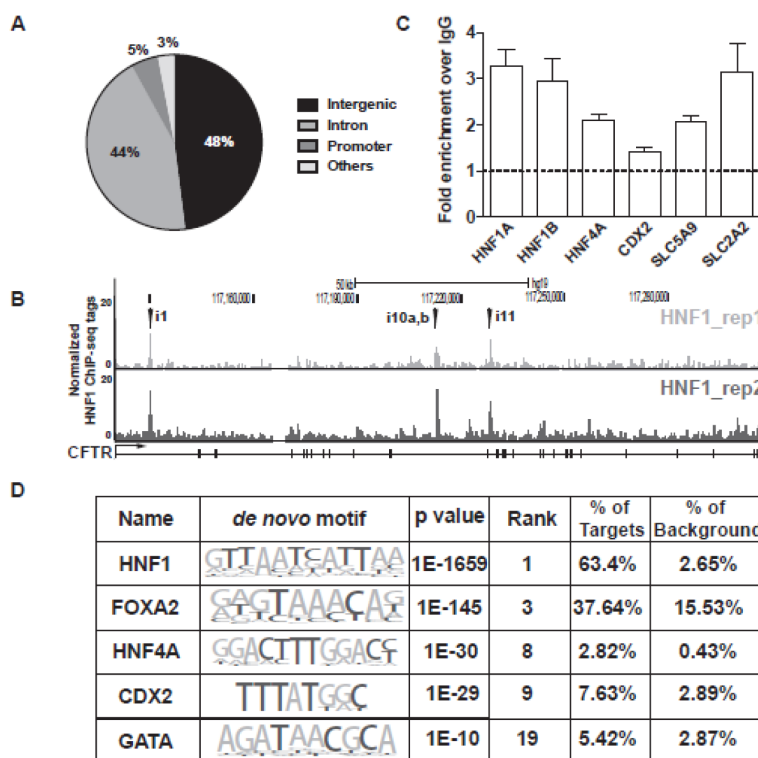 A
5%
3%
44%
48%
Intergenic
Intron
Promoter
Others
C
Fold enrichment over IgG
4
3
2
1
0
HNF1A
HNF1B
HNF4A
CDX2
SLC5A9
SLC2A2
B
50 kb
hg19
117,160,000
117,190,000
117,220,000
117,250,000
117,280,000
Normalized
HNF1 ChIP-seq tags
20
0
i1
i10a,b
i11
HNF1_rep1
20
0
HNF1_rep2
CFTR
D
Name de novo motif p value Rank % of Targets % of Background
HNF1 GTTAATGATTAA 1E-1659 1 63.4% 2.65%
FOXA2 1E-145 3 37.64% 15.53%
HNF4A 1E-30 8 2.82% 0.43%
CDX2 TTTATGGC 1E-29 9 7.63% 2.89%
GATA AGATAACGCA 1E-10 19 5.42% 2.87%